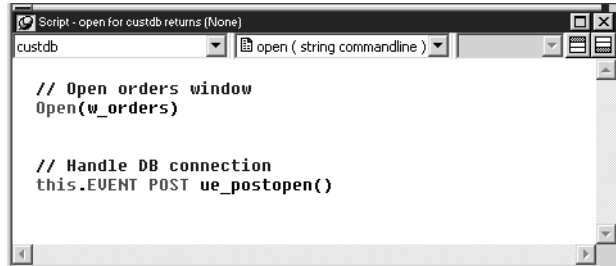 Script - open for custdb returns (None)
custdb
open ( string commandline )
// Open orders window
Open(w_orders)
// Handle DB connection
this.EVENT POST ue_postopen()